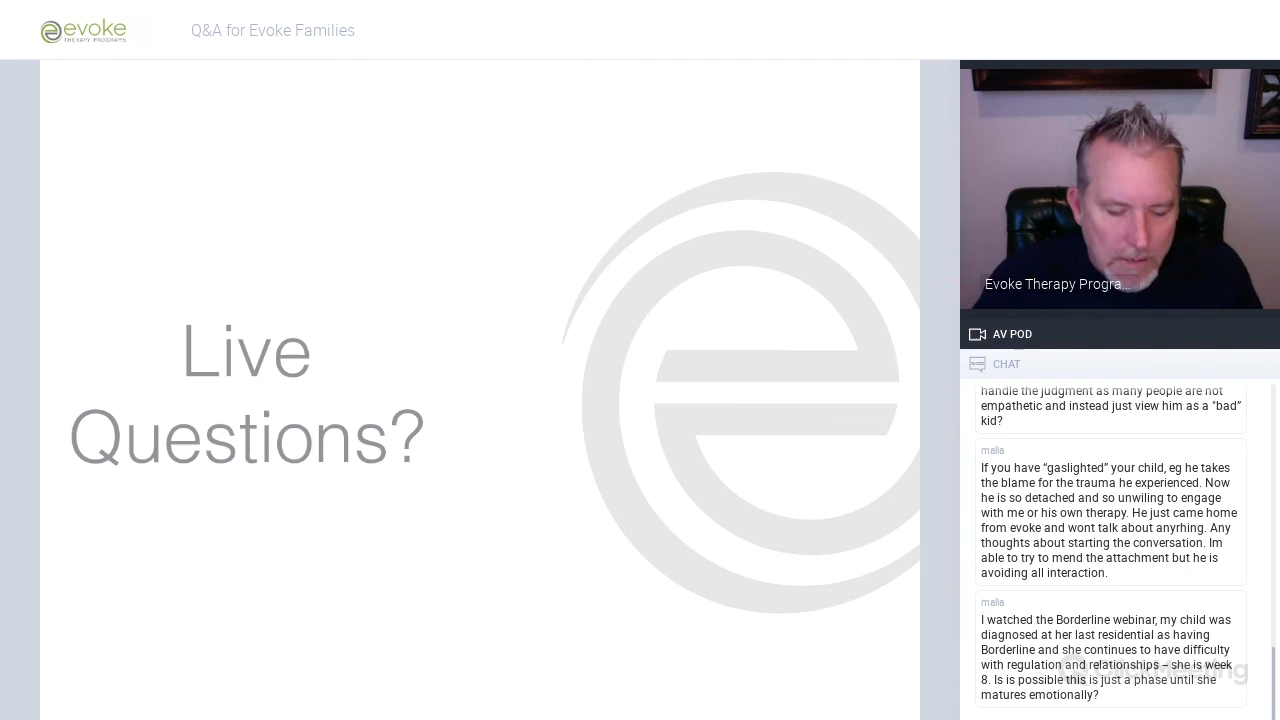 evoke
THERAPY PROGRAMS
Q&A for Evoke Families
Live
Questions?
Evoke Therapy Progra...
AV POD
CHAT
handle the judgment as many people are not
empathetic and instead just view him as a "bad”
kid?
malia
If you have “gaslighted” your child, eg he takes
the blame for the trauma he experienced. Now
he is so detached and so unwiling to engage
with me or his own therapy. He just came home
from evoke and wont talk about anyrhing. Any
thoughts about starting the conversation. Im
able to try to mend the attachment but he is
avoiding all interaction.
malia
I watched the Borderline webinar, my child was
diagnosed at her last residential as having
Borderline and she continues to have difficulty
with regulation and relationships – she is week
8. Is is possible this is just a phase until she
matures emotionally?
ClickMeeting